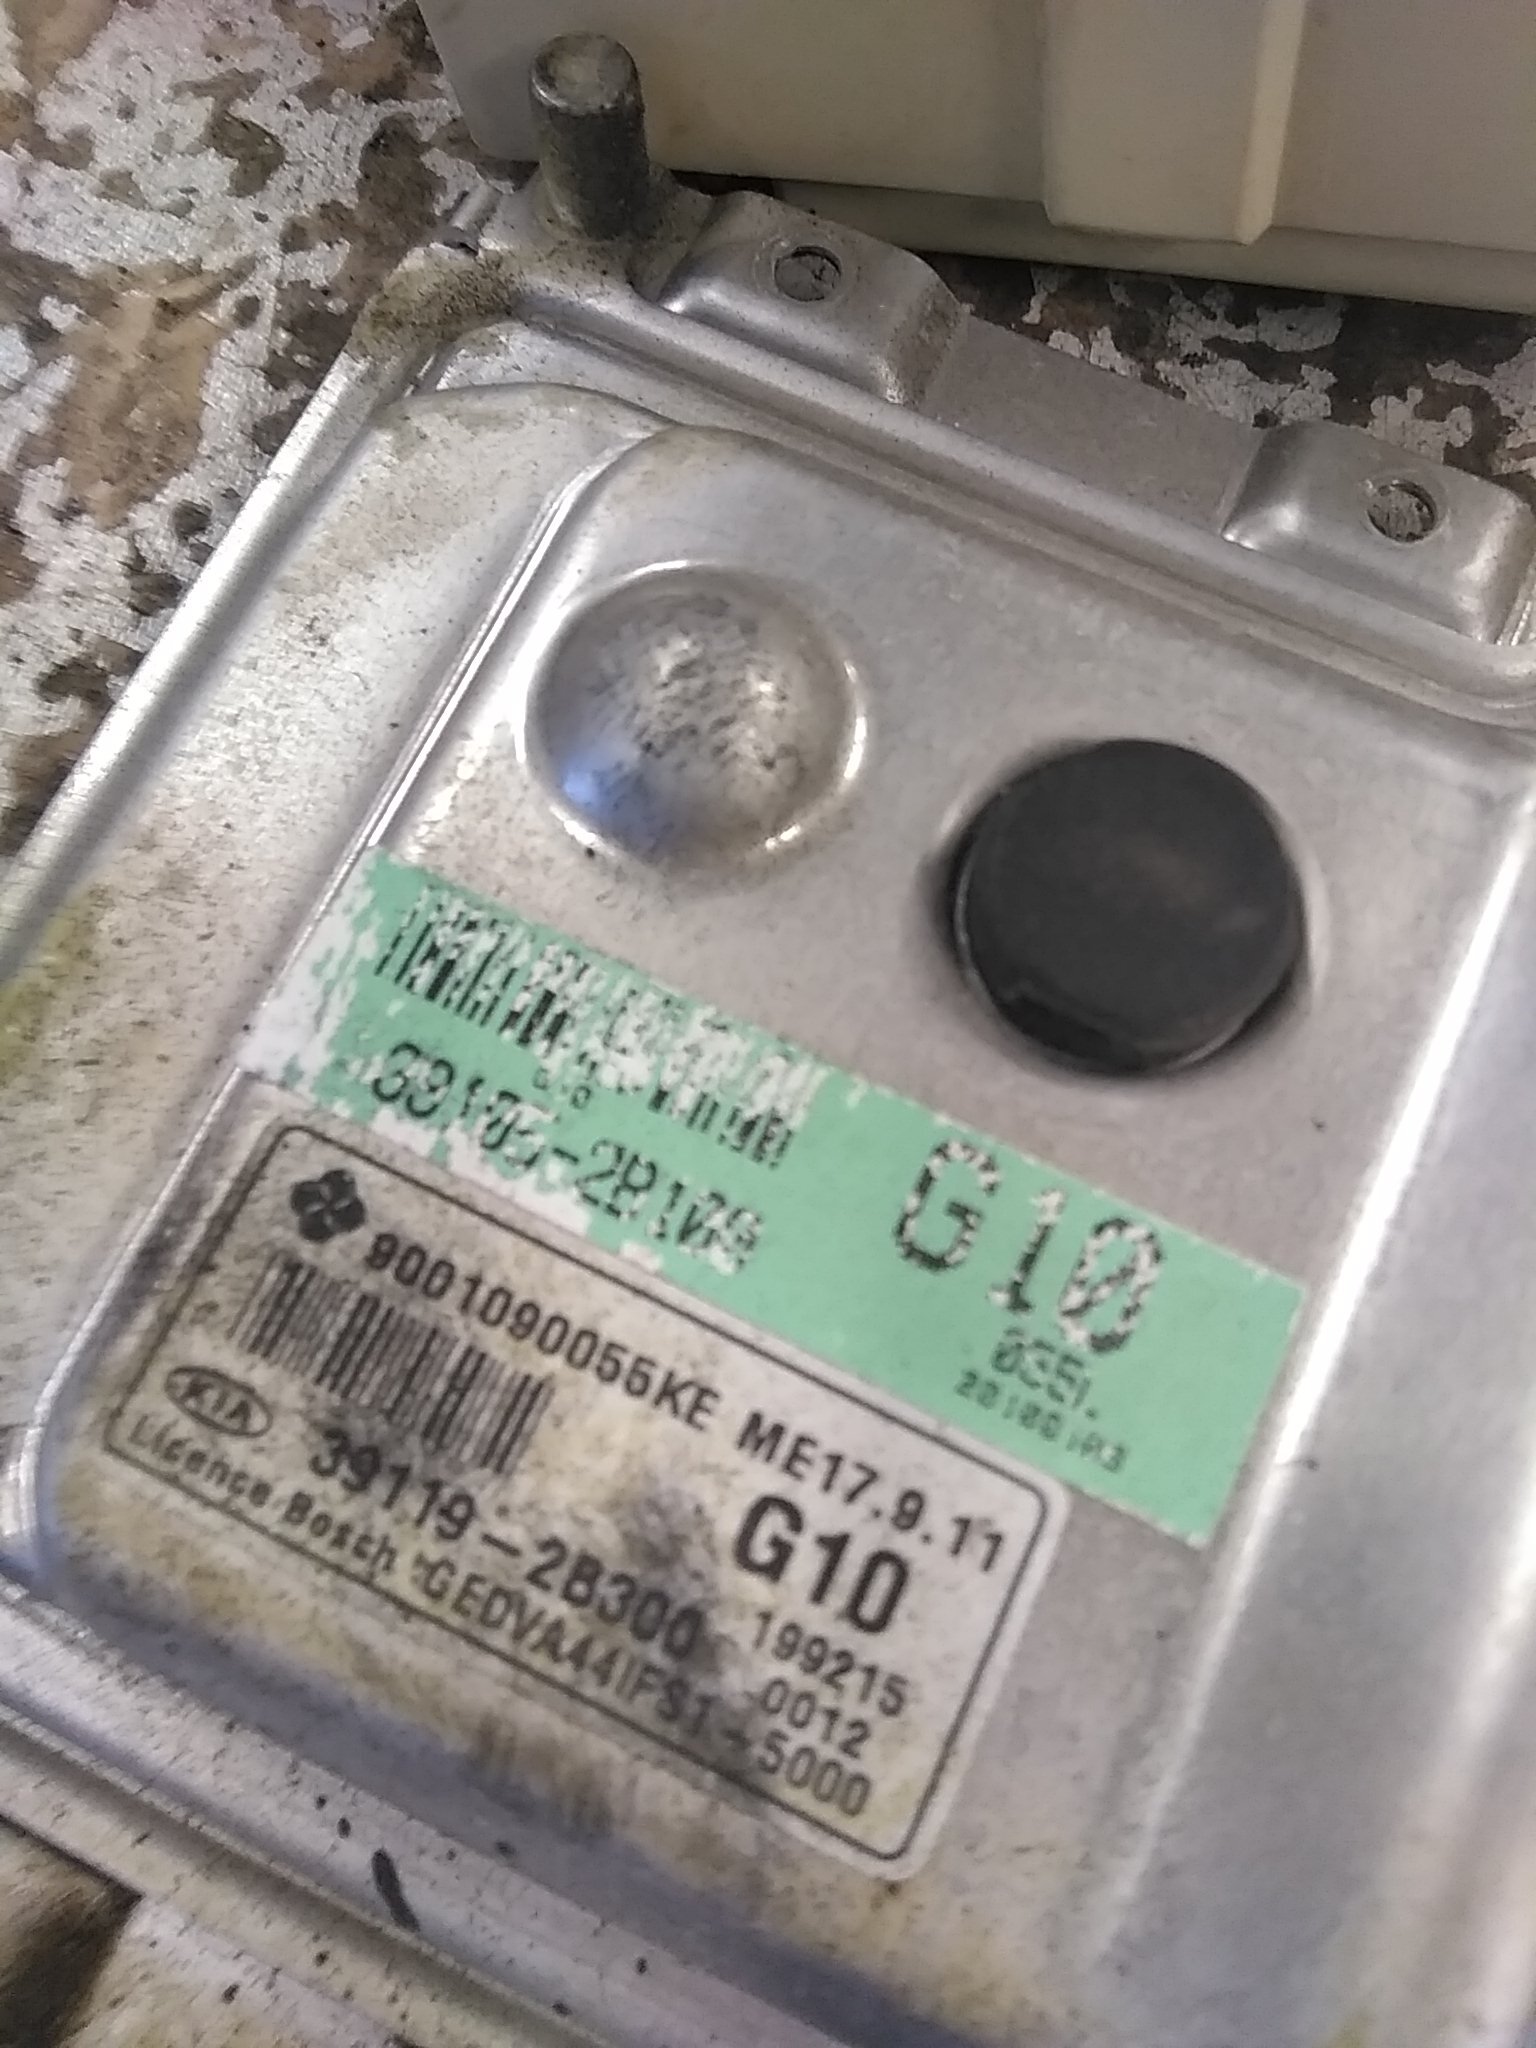 G10
9001090055KE ME17.9.11
KIA
39119-2B300
G10
199215
0012
Licence Bosch GEDVA44IFS1-5000